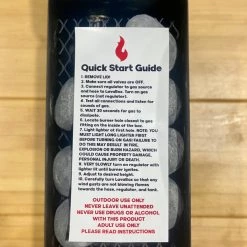 Quick Start Guide
1. REMOVE LID!
2. Make sure all valves are OFF.
3. Connect regulator to gas source
and hose to LavaBox. Turn on gas
source (not regulator).
4. Test all connections and listen for
sounds of gas.
5. Wait 30 seconds for gas to
dissipate.
6. Locate burner hole closest to gas
fitting on the inside of the box.
7. Light lighter at first hole. NOTE: YOU
MUST LIGHT LONG LIGHTER FIRST
BEFORE TURNING ON GAS! FAILURE TO
DO THIS MAY RESULT IN FIRE,
EXPLOSION OR BURN HAZARD, WHICH
COULD CAUSE PROPERTY DAMAGE,
PERSONAL INJURY OR DEATH.
8. VERY SLOWLY turn on regulator with
lighter lit until burner ignites.
9. Adjust to desired height.
10. Carefully turn LavaBox so that any
wind gusts are not blowing flames
towards the hose, regulator, and tank.
OUTDOOR USE ONLY
NEVER LEAVE UNATTENDED
NEVER USE DRUGS OR ALCOHOL
WITH THIS PRODUCT
ADULT USE ONLY
PLEASE READ INSTRUCTIONS